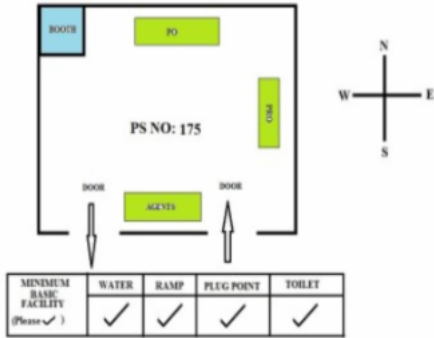 BOOTH
PO
N
W
E
S
PRO
PS NO: 175
DOOR
DOOR
AGENTS
MINIMUM BASIC FACILITY (Please ✓ )
WATER
RAMP
PLUG POINT
TOILET
✓
✓
✓
✓